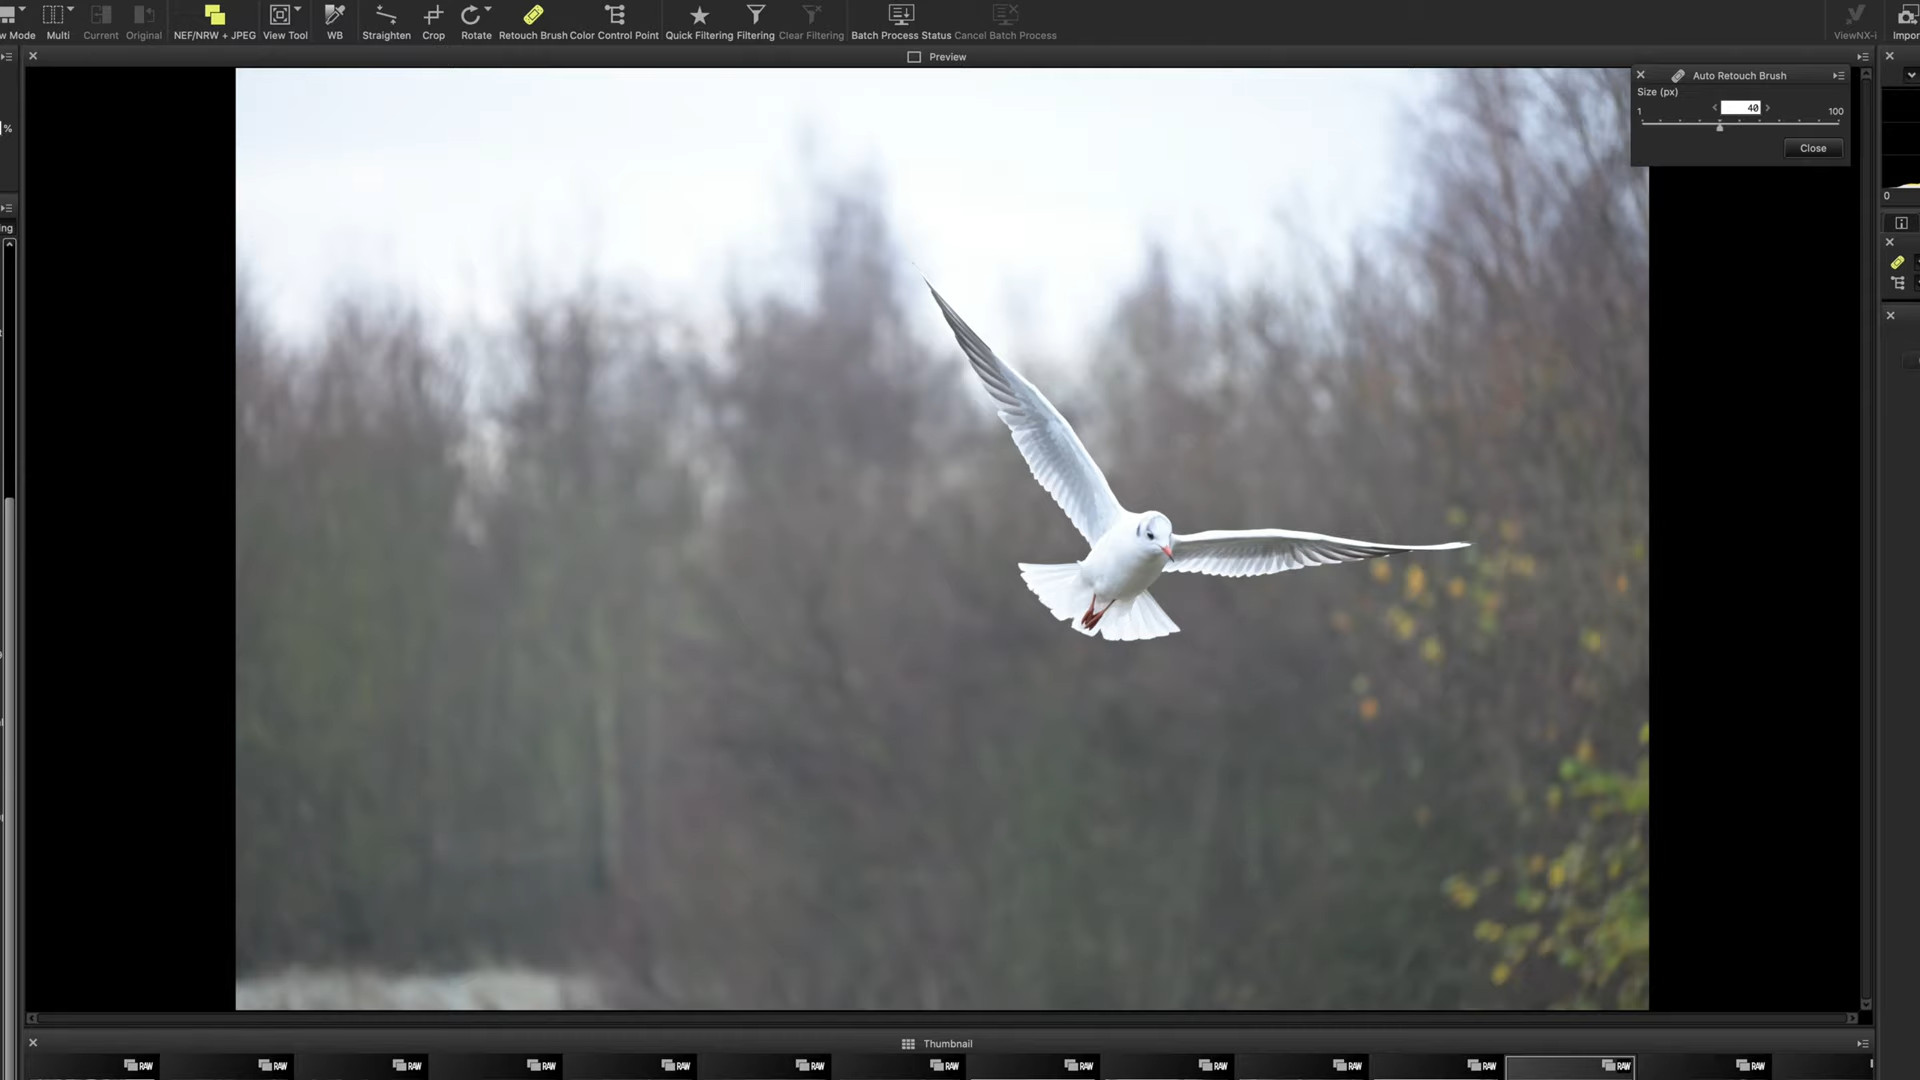 w Mode Multi Current Original NEF/NRW + JPEG View Tool WB Straighten Crop Rotate Retouch Brush Color Control Point Quick Filtering Filtering Clear Filtering Batch Process Status Cancel Batch Process ViewNX-i Impor
Preview
Auto Retouch Brush
Size (px)
1 40 100
Close
%
0
ing
Thumbnail
RAW RAW RAW RAW RAW RAW RAW RAW RAW RAW RAW RAW RAW